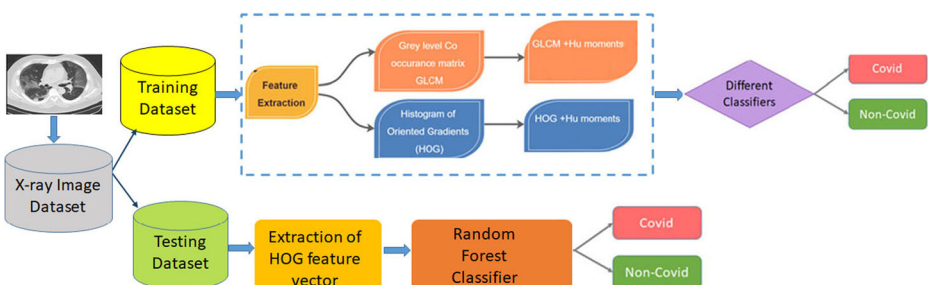 X-ray Image
Dataset
Training
Dataset
Feature
Extraction
Grey level Co
occurance matrix
GLCM
GLCM +Hu moments
Histogram of
Oriented Gradients
(HOG)
HOG +Hu moments
Different
Classifiers
Covid
Non-Covid
Testing
Dataset
Extraction of
HOG feature
vector
Random
Forest
Classifier
Covid
Non-Covid